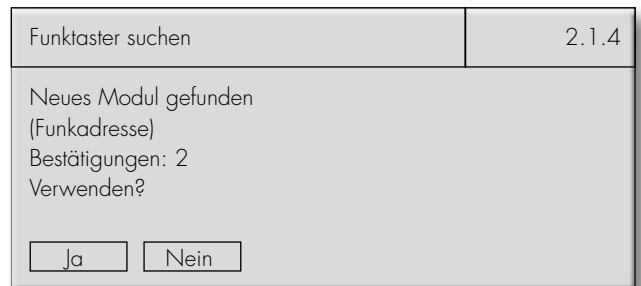 Funktaster suchen 2.1.4
Neues Modul gefunden
(Funkadresse)
Bestätigungen: 2
Verwenden?
Ja Nein